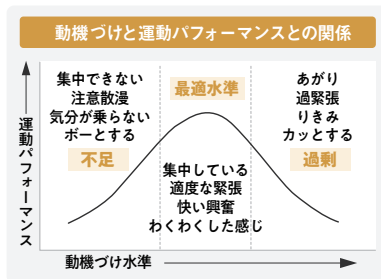 動機づけと運動パフォーマンスとの関係
運動パフォーマンス
集中できない
注意散漫
気分が乗らない
ボーとする
不足
最適水準
集中している
適度な緊張
快い興奮
わくわくした感じ
あがり
過緊張
りきみ
カッとする
過剰
動機づけ水準